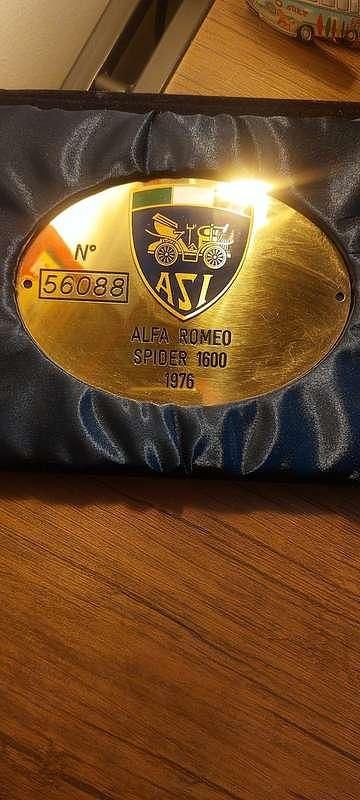 N°
56088
ASI
ALFA ROMEO
SPIDER 1600
1976